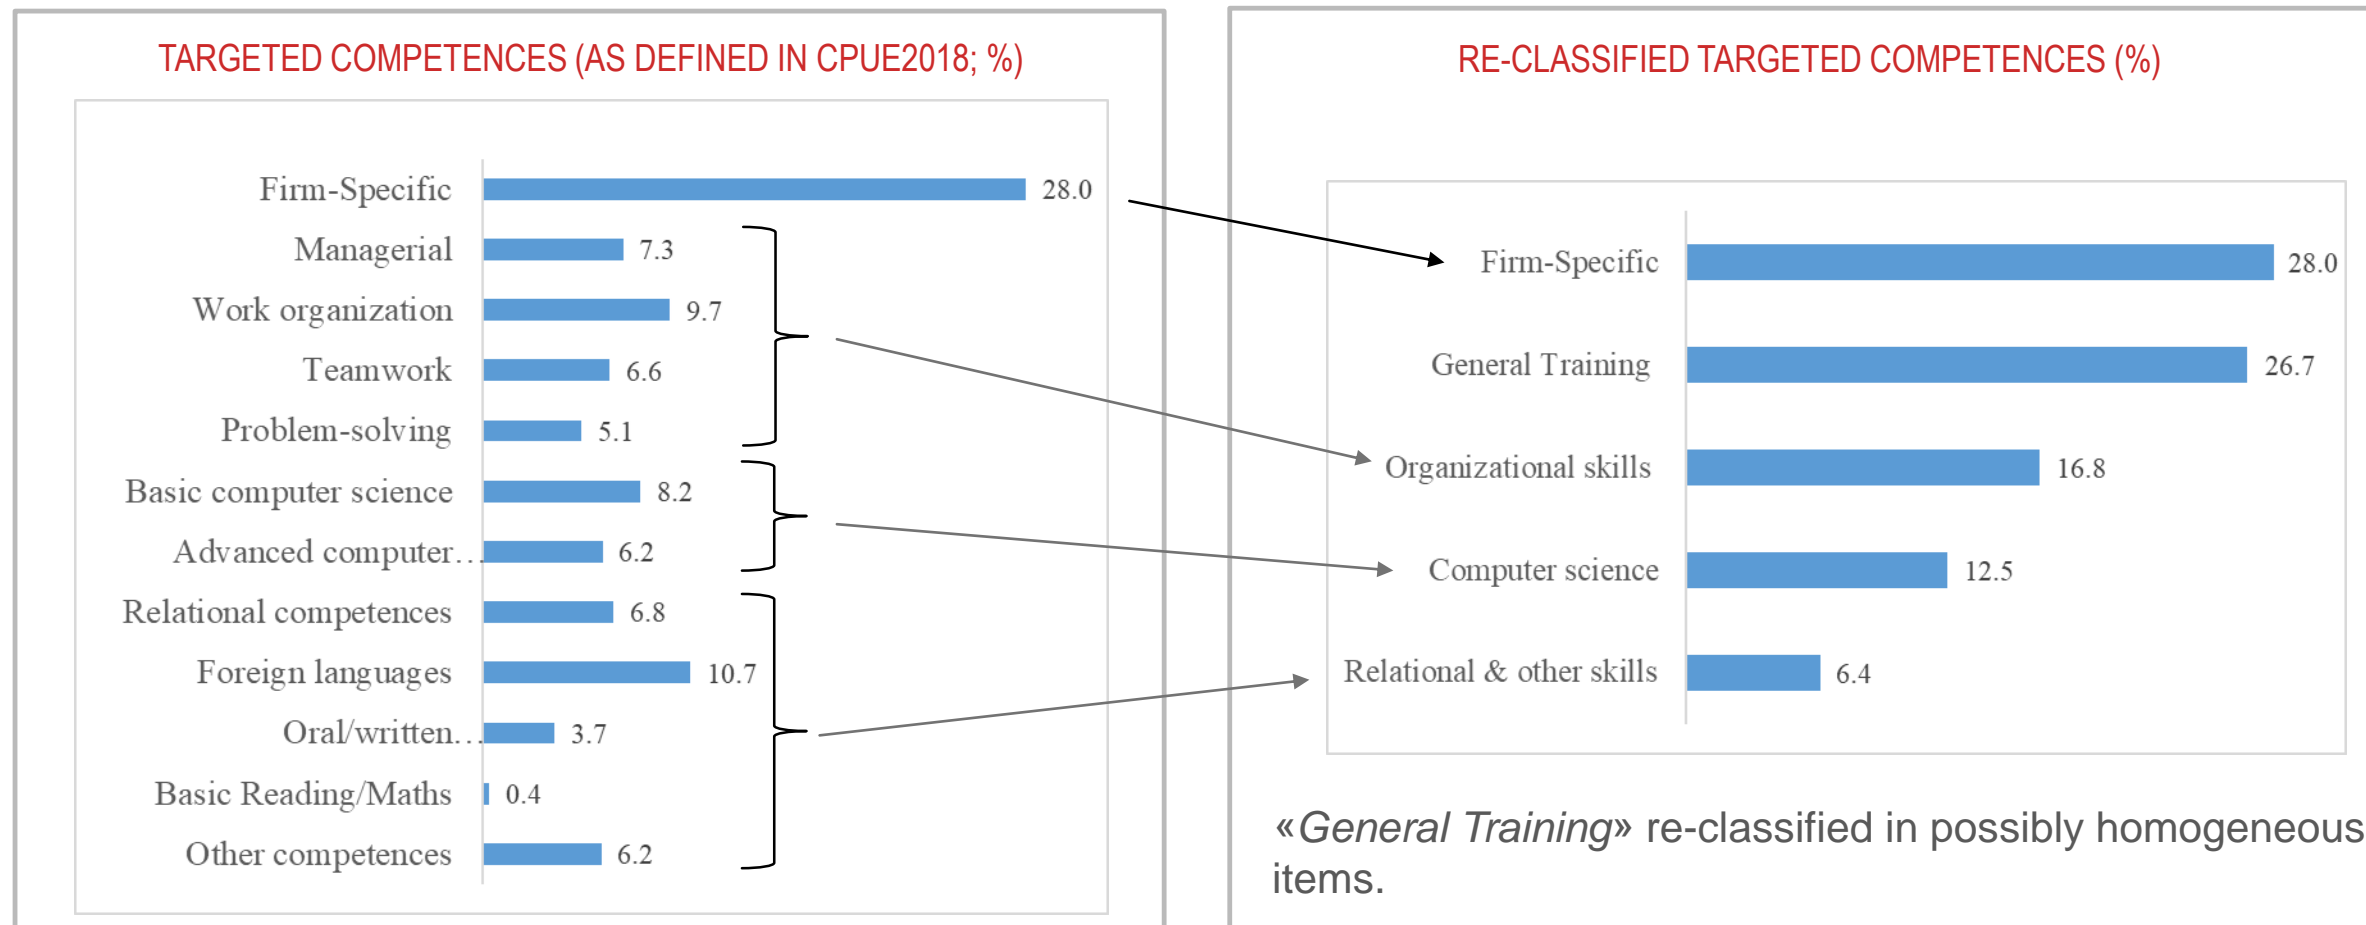 TARGETED COMPETENCES (AS DEFINED IN CPUE2018; %)
Firm-Specific 28.0
Managerial 7.3
Work organization 9.7
Teamwork 6.6
Problem-solving 5.1
Basic computer science 8.2
Advanced computer… 6.2
Relational competences 6.8
Foreign languages 10.7
Oral/written… 3.7
Basic Reading/Maths 0.4
Other competences 6.2
RE-CLASSIFIED TARGETED COMPETENCES (%)
Firm-Specific 28.0
General Training 26.7
Organizational skills 16.8
Computer science 12.5
Relational & other skills 6.4
«General Training» re-classified in possibly homogeneous
items.